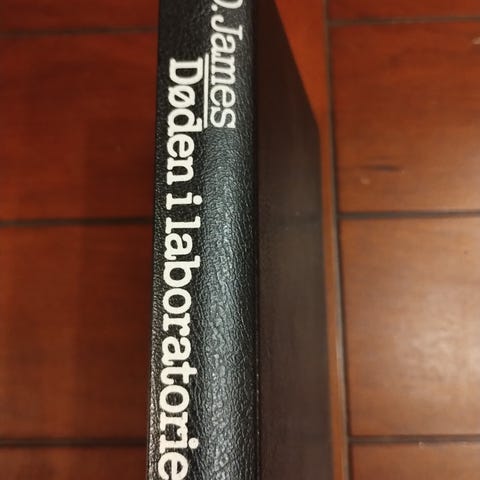 D.James
Døden i laboratorie